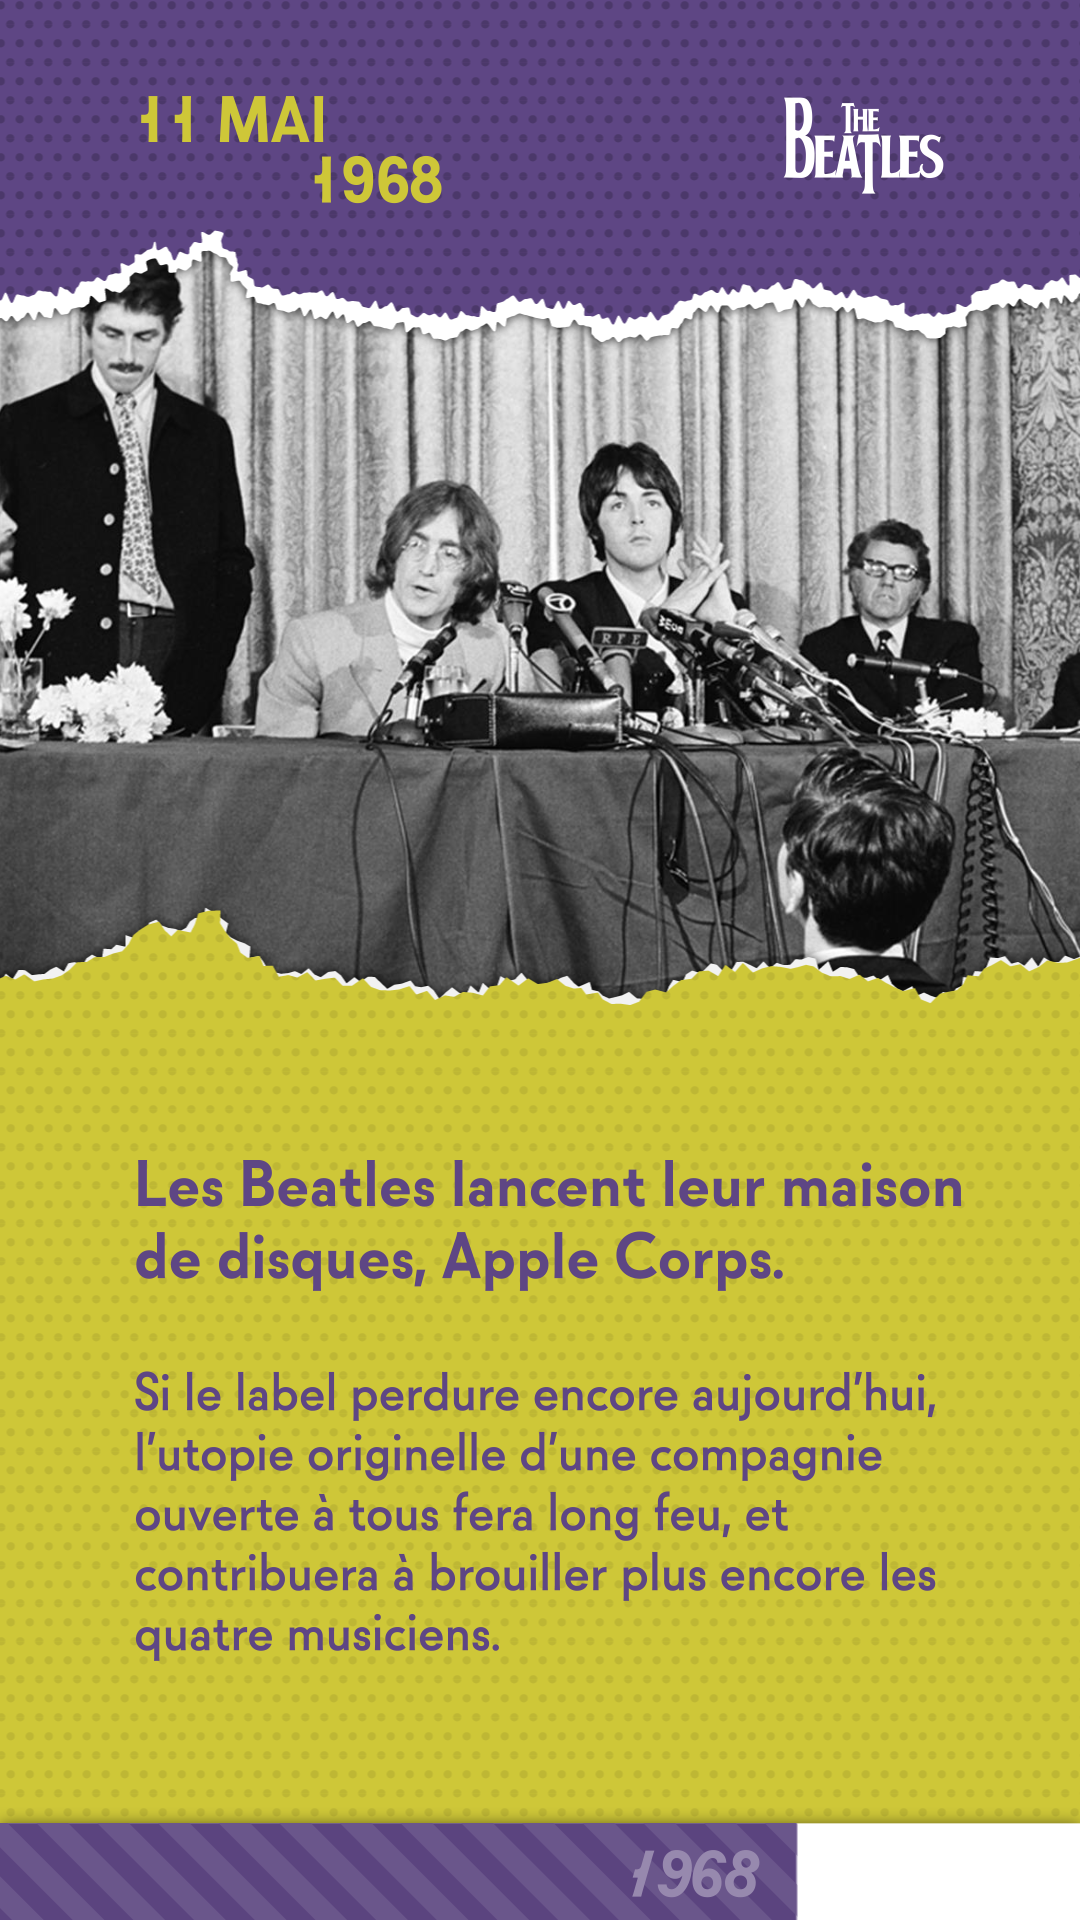 11 MAI
1968
THE
BEATLES
RFE
Les Beatles lancent leur maison
de disques, Apple Corps.
Si le label perdure encore aujourd’hui,
l’utopie originelle d’une compagnie
ouverte à tous fera long feu, et
contribuera à brouiller plus encore les
quatre musiciens.
1968